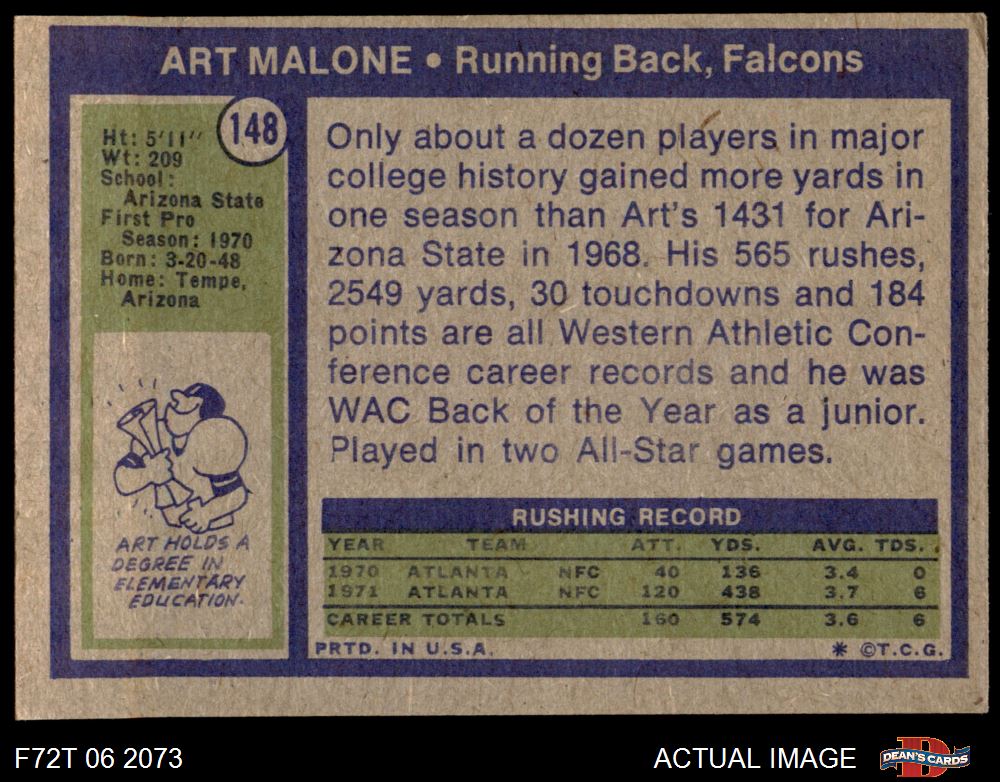 ART MALONE • Running Back, Falcons
148
Ht: 5'11"
Wt: 209
School:
Arizona State
First Pro
Season: 1970
Born: 3-20-48
Home: Tempe,
Arizona
ART HOLDS A
DEGREE IN
ELEMENTARY
EDUCATION.
Only about a dozen players in major
college history gained more yards in
one season than Art's 1431 for Ari-
zona State in 1968. His 565 rushes,
2549 yards, 30 touchdowns and 184
points are all Western Athletic Con-
ference career records and he was
WAC Back of the Year as a junior.
Played in two All-Star games.
RUSHING RECORD
YEAR TEAM ATT. YDS. AVG. TDS.
1970 ATLANTA NFC 40 136 3.4 0
1971 ATLANTA NFC 120 438 3.7 6
CAREER TOTALS 160 574 3.6 6
PRTD. IN U.S.A. * ©T.C.G.
F72T 06 2073 ACTUAL IMAGE DEAN'S CARDS